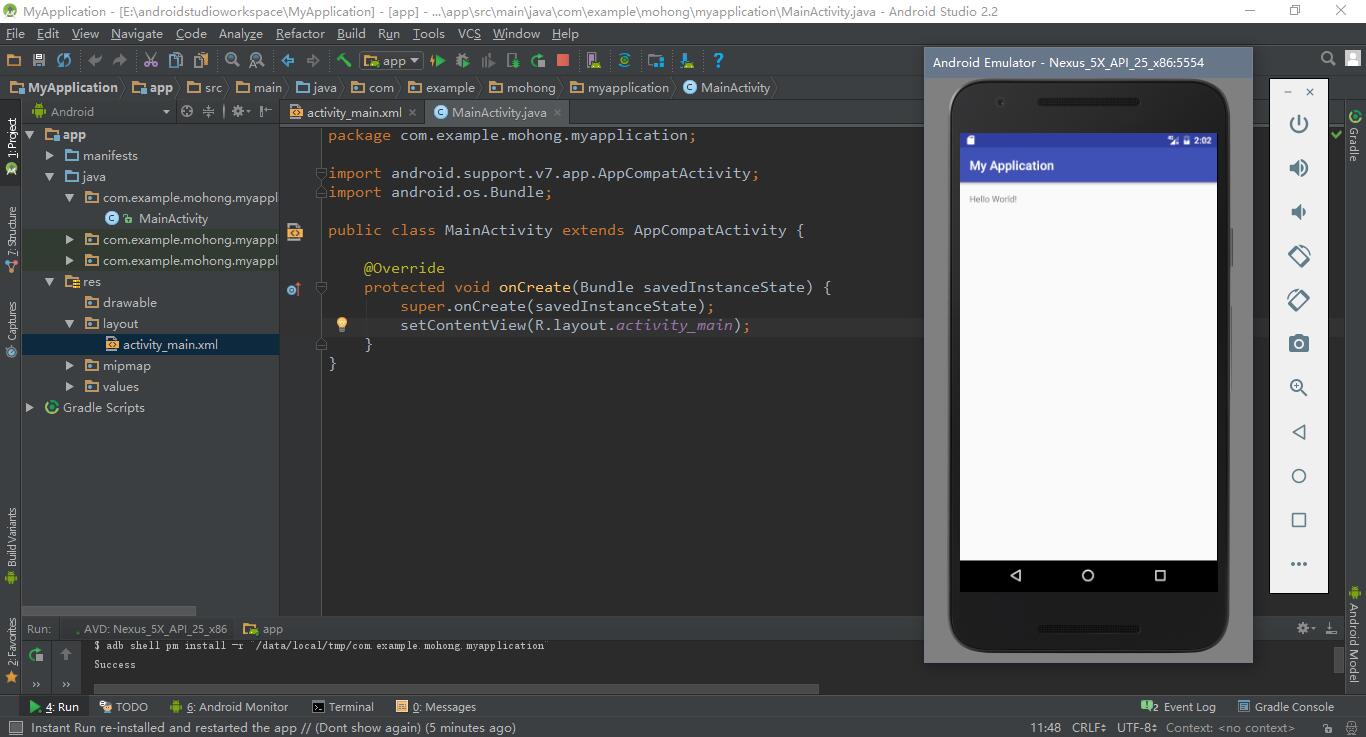 MyApplication - [E:\androidstudioworkspace\MyApplication] - [app] - ...\app\src\main\java\com\example\mohong\myapplication\MainActivity.java - Android Studio 2.2
File Edit View Navigate Code Analyze Refactor Build Run Tools VCS Window Help
app
MyApplication app src main java com example mohong myapplication MainActivity
Android
activity_main.xml MainActivity.java
1: Project
7: Structure
Captures
Build Variants
2: Favorites
app
manifests
java
com.example.mohong.myappl
MainActivity
com.example.mohong.myappl
com.example.mohong.myappl
res
drawable
layout
activity_main.xml
mipmap
values
Gradle Scripts
package com.example.mohong.myapplication;
import android.support.v7.app.AppCompatActivity;
import android.os.Bundle;
public class MainActivity extends AppCompatActivity {
@Override
protected void onCreate(Bundle savedInstanceState) {
super.onCreate(savedInstanceState);
setContentView(R.layout.activity_main);
}
}
Android Emulator - Nexus_5X_API_25_x86:5554
2:02
My Application
Hello World!
Gradle
Android Model
Run: AVD: Nexus_5X_API_25_x86 app
$ adb shell pm install -r "/data/local/tmp/com.example.mohong.myapplication"
Success
4: Run TODO 6: Android Monitor Terminal 0: Messages 2 Event Log Gradle Console
Instant Run re-installed and restarted the app // (Dont show again) (5 minutes ago) 11:48 CRLF UTF-8 Context: <no context>